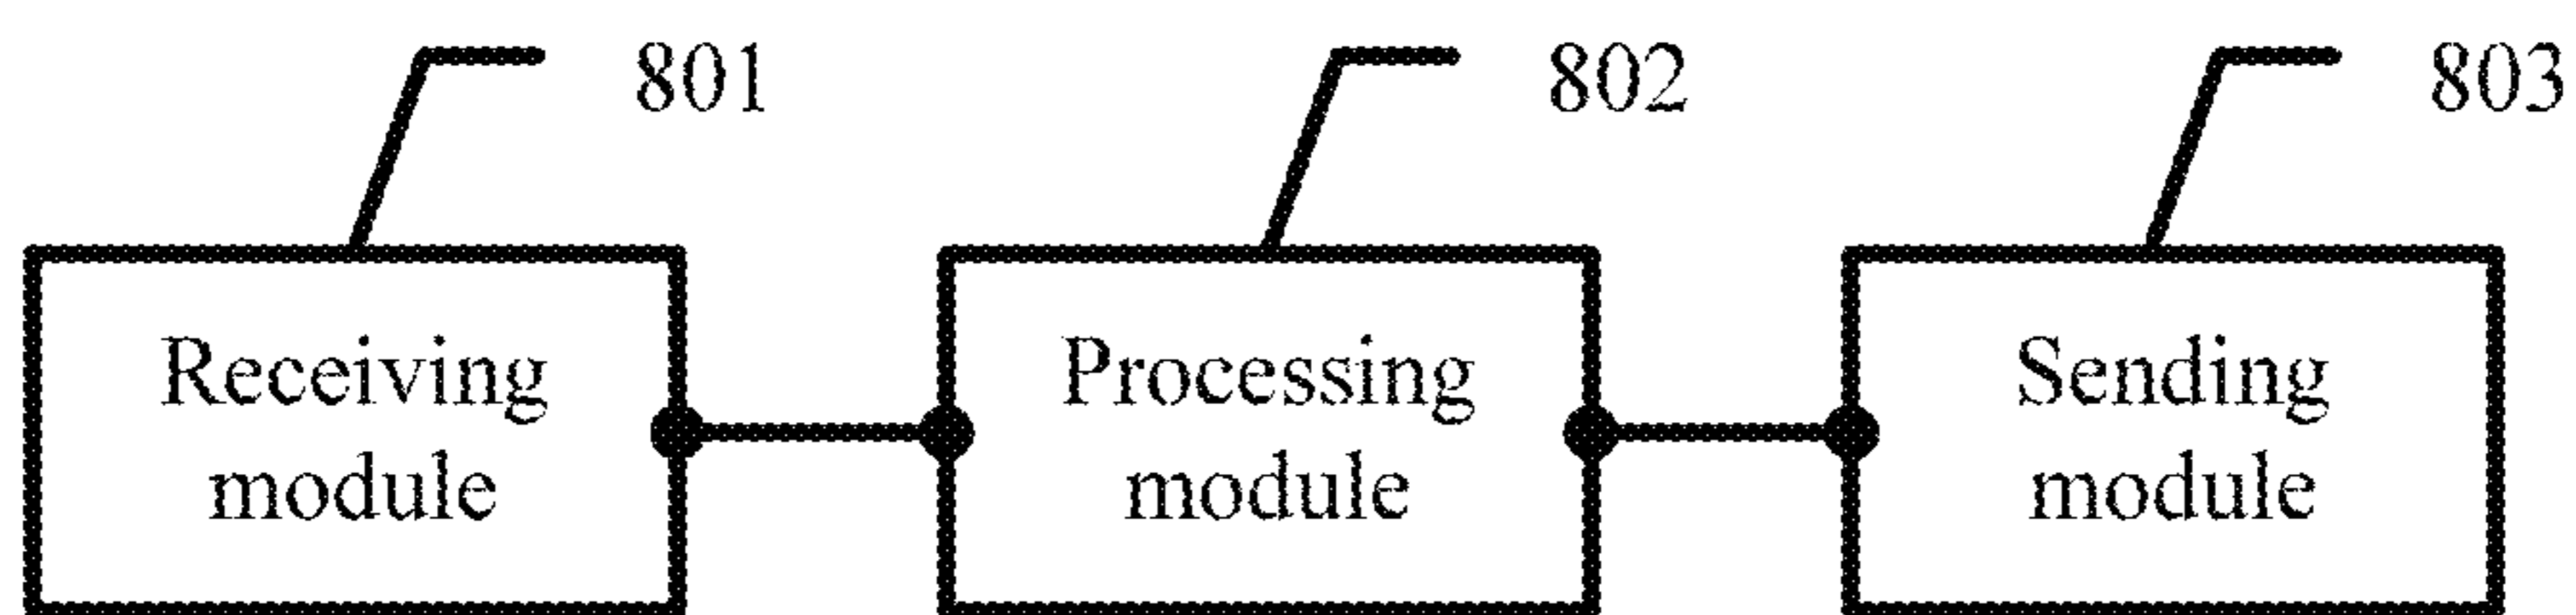 801
802
803
Receiving
module
Processing
module
Sending
module